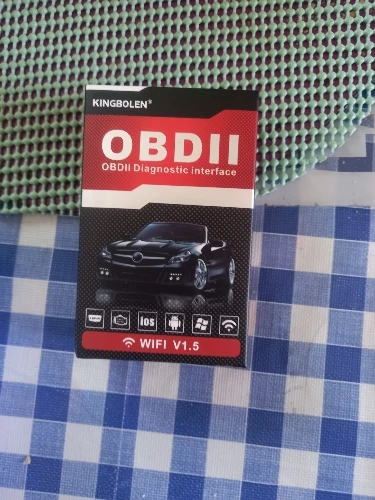 KINGBOLEN®
OBDII
OBDII Diagnostic interface
ios
WIFI V1.5